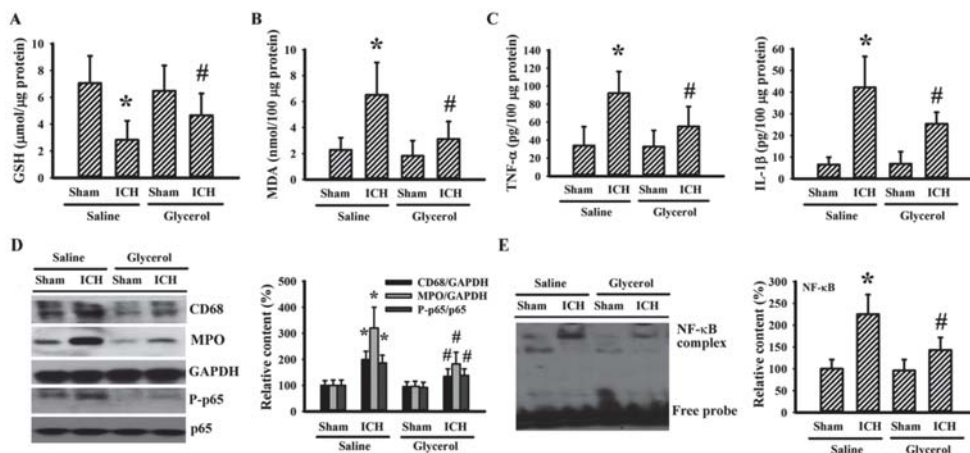 A
GSH (μmol/μg protein)
10
8
6
4
2
0
*
#
Sham ICH Sham ICH
Saline Glycerol
B
MDA (nmol/100 μg protein)
10
8
6
4
2
0
*
#
Sham ICH Sham ICH
Saline Glycerol
C
TNF-α (pg/100 μg protein)
140
120
100
80
60
40
20
0
*
#
Sham ICH Sham ICH
Saline Glycerol
IL-1β (pg/100 μg protein)
60
50
40
30
20
10
0
*
#
Sham ICH Sham ICH
Saline Glycerol
D
Saline Glycerol
Sham ICH Sham ICH
CD68
MPO
GAPDH
P-p65
p65
Relative content (%)
500
400
300
200
100
0
CD68/GAPDH
MPO/GAPDH
P-p65/p65
* * *
# # #
Sham ICH Sham ICH
Saline Glycerol
E
Saline Glycerol
Sham ICH Sham ICH
NF-κB
complex
Free probe
Relative content (%)
300
250
200
150
100
50
0
NF-κB
*
#
Sham ICH Sham ICH
Saline Glycerol